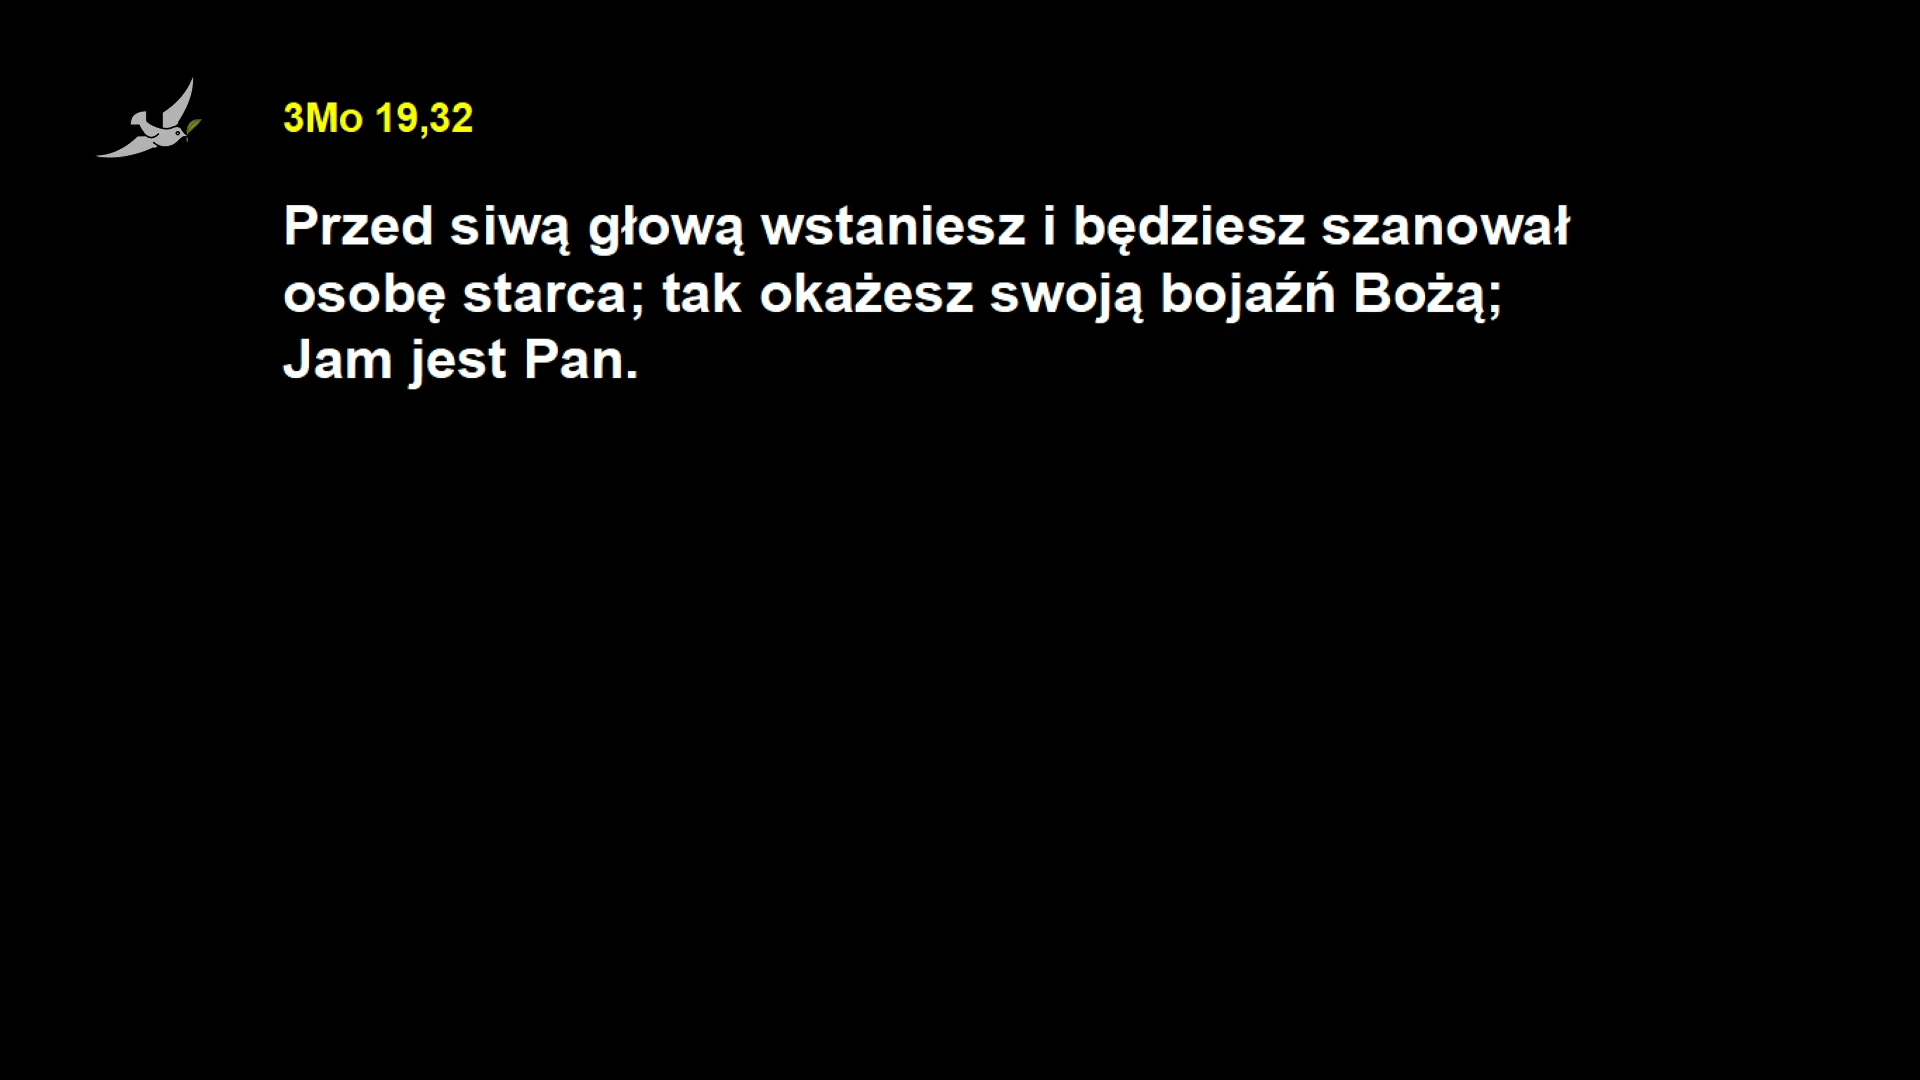 3Mo 19,32
Przed siwą głową wstaniesz i będziesz szanował
osobę starca; tak okażesz swoją bojaźń Bożą;
Jam jest Pan.